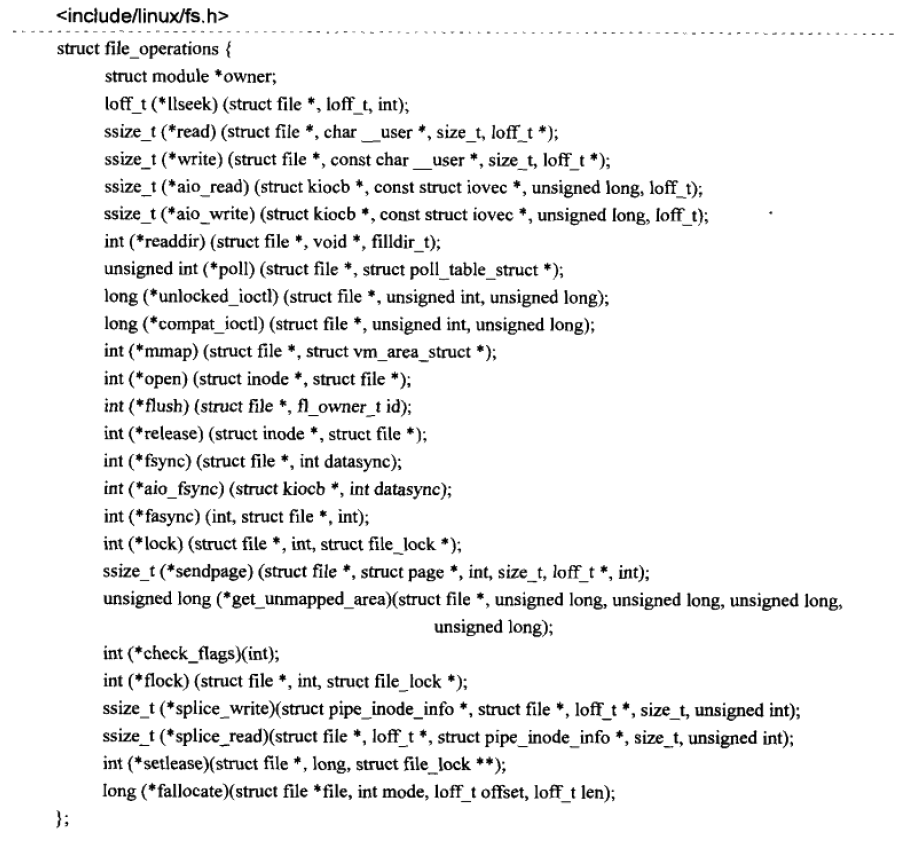 <include/linux/fs.h>
struct file_operations {
struct module *owner;
loff_t (*llseek) (struct file *, loff_t, int);
ssize_t (*read) (struct file *, char __user *, size_t, loff_t *);
ssize_t (*write) (struct file *, const char __user *, size_t, loff_t *);
ssize_t (*aio_read) (struct kiocb *, const struct iovec *, unsigned long, loff_t);
ssize_t (*aio_write) (struct kiocb *, const struct iovec *, unsigned long, loff_t);
int (*readdir) (struct file *, void *, filldir_t);
unsigned int (*poll) (struct file *, struct poll_table_struct *);
long (*unlocked_ioctl) (struct file *, unsigned int, unsigned long);
long (*compat_ioctl) (struct file *, unsigned int, unsigned long);
int (*mmap) (struct file *, struct vm_area_struct *);
int (*open) (struct inode *, struct file *);
int (*flush) (struct file *, fl_owner_t id);
int (*release) (struct inode *, struct file *);
int (*fsync) (struct file *, int datasync);
int (*aio_fsync) (struct kiocb *, int datasync);
int (*fasync) (int, struct file *, int);
int (*lock) (struct file *, int, struct file_lock *);
ssize_t (*sendpage) (struct file *, struct page *, int, size_t, loff_t *, int);
unsigned long (*get_unmapped_area)(struct file *, unsigned long, unsigned long, unsigned long,
unsigned long);
int (*check_flags)(int);
int (*flock) (struct file *, int, struct file_lock *);
ssize_t (*splice_write)(struct pipe_inode_info *, struct file *, loff_t *, size_t, unsigned int);
ssize_t (*splice_read)(struct file *, loff_t *, struct pipe_inode_info *, size_t, unsigned int);
int (*setlease)(struct file *, long, struct file_lock **);
long (*fallocate)(struct file *file, int mode, loff_t offset, loff_t len);
};